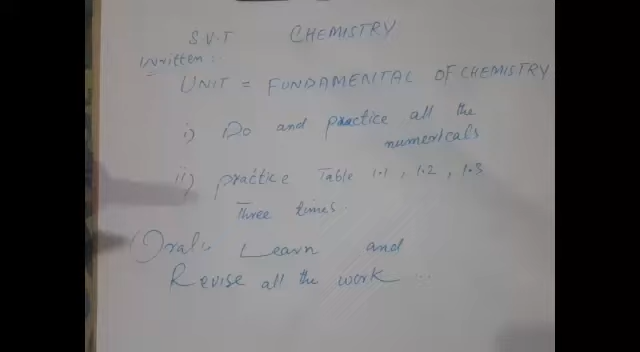 S.V.T CHEMISTRY
Written:
UNIT = FUNDAMENTAL OF CHEMISTRY
i) Do and practice all the
numericals
ii) practice Table 1.1, 1.2, 1.3
Three times
Oral: Learn and
Revise all the work ...